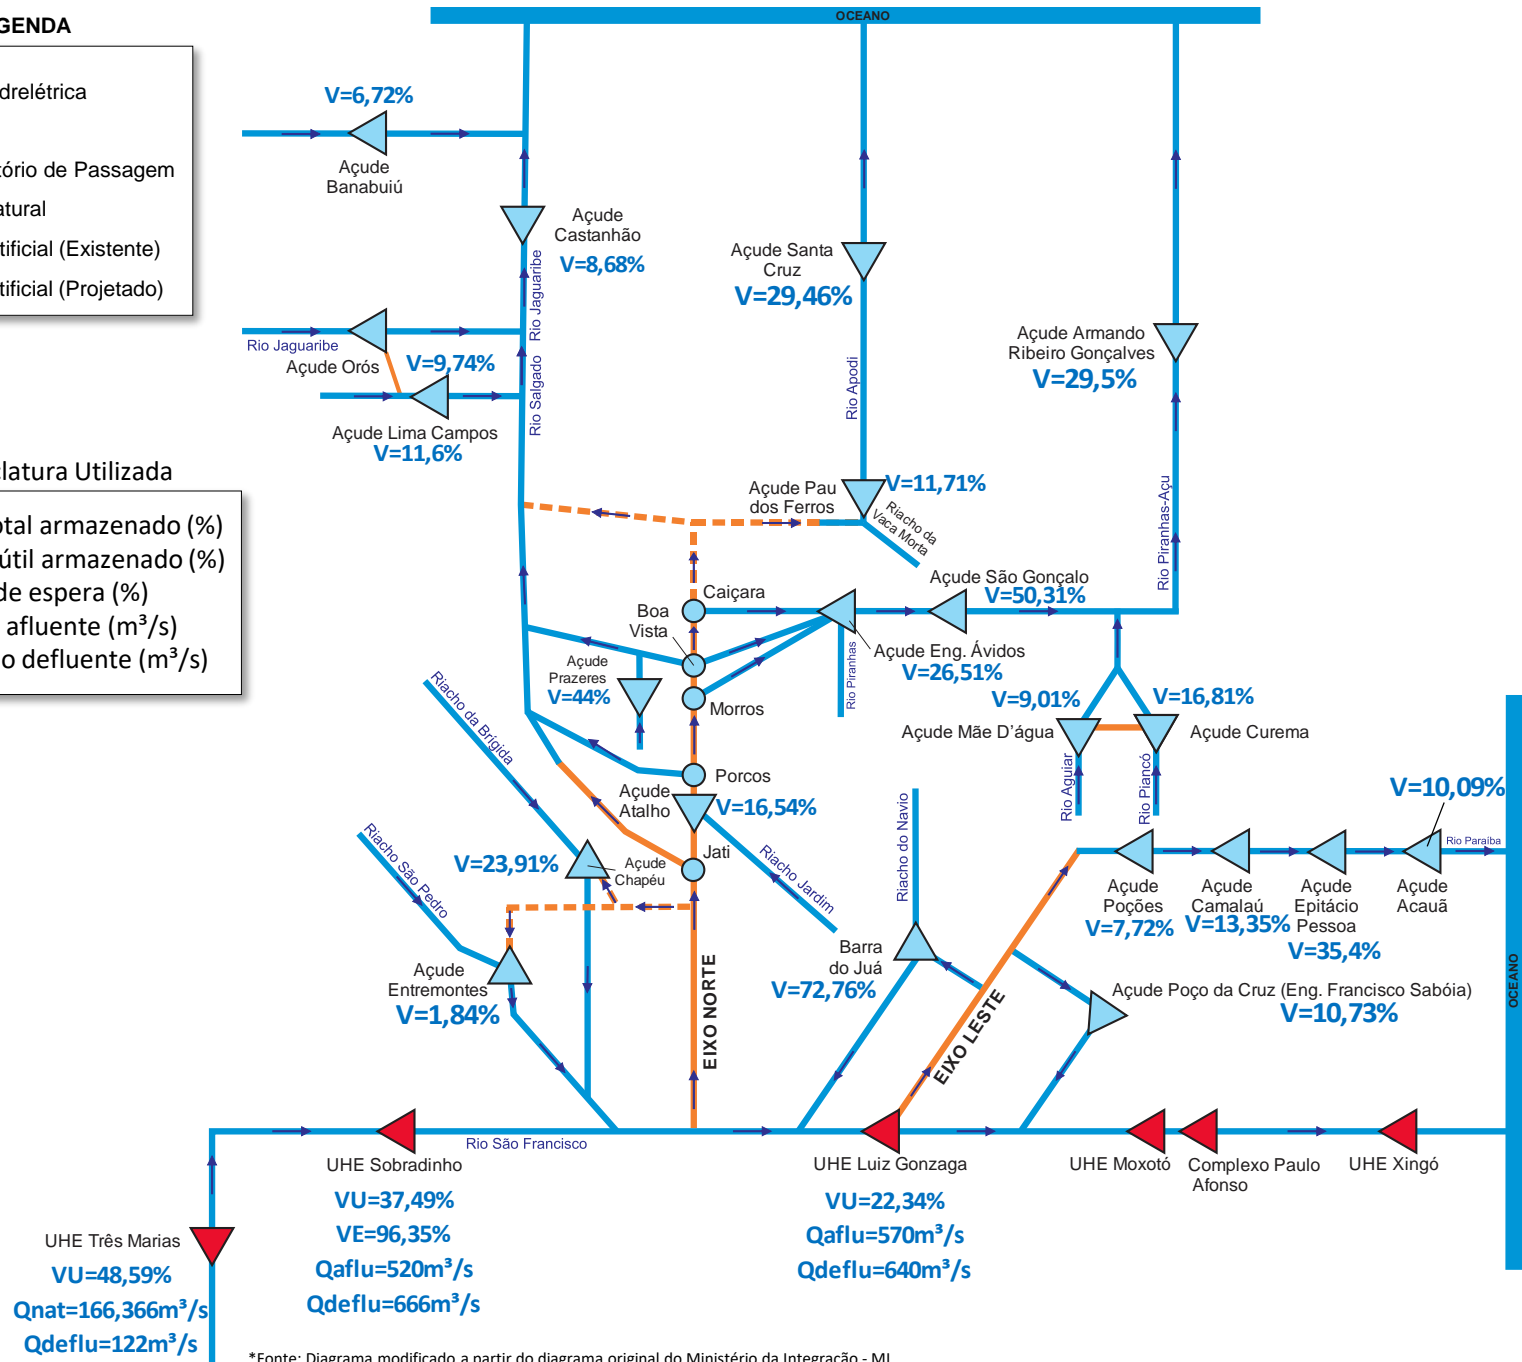 OCEANO
GENDA
drelétrica
tório de Passagem
atural
tificial (Existente)
tificial (Projetado)
V=6,72%
Açude
Banabuiú
Açude
Castanhão
V=8,68%
Rio Jaguaribe
Açude Santa
Cruz
V=29,46%
Açude Armando
Ribeiro Gonçalves
V=29,5%
Rio Jaguaribe
Açude Orós
V=9,74%
Rio Salgado
Rio Apodi
Açude Lima Campos
V=11,6%
clatura Utilizada
otal armazenado (%)
útil armazenado (%)
de espera (%)
afluente (m³/s)
o defluente (m³/s)
Açude Pau
dos Ferros
V=11,71%
Riacho da
Vaca Morta
Rio Piranhas-Açu
Açude São Gonçalo
V=50,31%
Caiçara
Boa
Vista
Açude Eng. Ávidos
V=26,51%
Rio Piranhas
Açude
Prazeres
V=44%
Morros
Riacho da Brígida
V=9,01%
V=16,81%
Açude Mãe D'água
Açude Curema
Rio Aguiar
Rio Piancó
Porcos
Açude
Atalho
V=16,54%
Rio do Navio
V=10,09%
Riacho São Pedro
V=23,91%
Açude
Chapéu
Jati
Riacho Jardim
Rio Paraiba
Açude
Poções
V=7,72%
Açude
Camalaú
V=13,35%
Açude
Epitácio
Pessoa
V=35,4%
Açude
Acauã
Açude
Entremontes
V=1,84%
Barra
do Juá
V=72,76%
Açude Poço da Cruz (Eng. Francisco Sabóia)
V=10,73%
EIXO NORTE
EIXO LESTE
OCEANO
Rio São Francisco
UHE Sobradinho
VU=37,49%
VE=96,35%
Qaflu=520m³/s
Qdeflu=666m³/s
UHE Luiz Gonzaga
VU=22,34%
Qaflu=570m³/s
Qdeflu=640m³/s
UHE Moxotó
Complexo Paulo
Afonso
UHE Xingó
UHE Três Marias
VU=48,59%
Qnat=166,366m³/s
Qdeflu=122m³/s
*Fonte: Diagrama modificado a partir do diagrama original do Ministério da Integração - MI